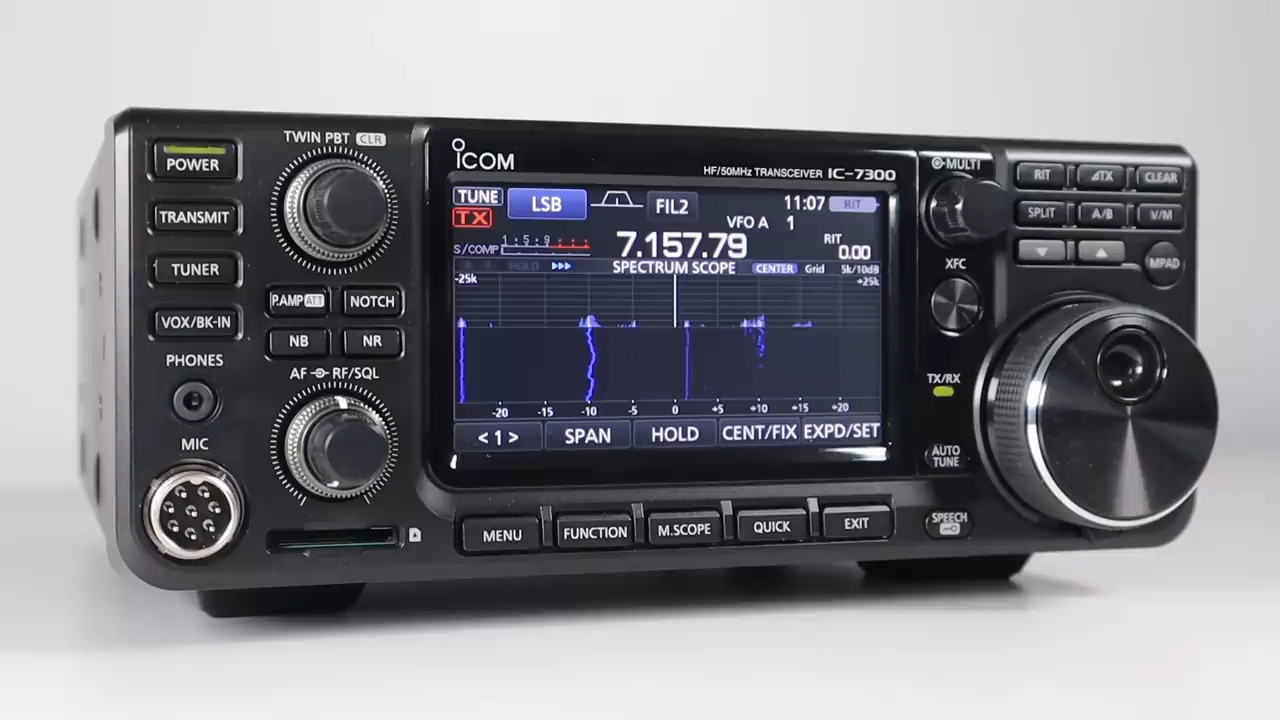 TWIN PBT CLR
POWER
TRANSMIT
TUNER
VOX/BK-IN
P.AMP ATT NOTCH
NB NR
PHONES
AF RF/SQL
MIC
ICOM
HF/50MHz TRANSCEIVER IC-7300
TUNE LSB FIL2 11:07 RIT
TX VFO A 1
S/COMP 1 5 9 7.157.79 RIT
0.00
HOLD SPECTRUM SCOPE CENTER Grid 5k/10dB
-25k +25k
-20 -15 -10 -5 0 +5 +10 +15 +20
< 1 > SPAN HOLD CENT/FIX EXPD/SET
MENU FUNCTION M.SCOPE QUICK EXIT
MULTI
RIT ⊿TX CLEAR
SPLIT A/B V/M
▼ ▲ MPAD
XFC
TX/RX
AUTO
TUNE
SPEECH